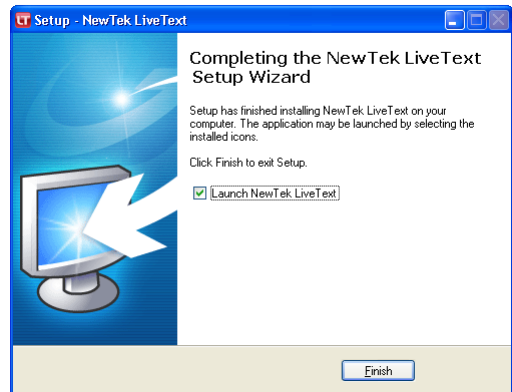 LT Setup - NewTek LiveText
Completing the NewTek LiveText
Setup Wizard
Setup has finished installing NewTek LiveText on your
computer. The application may be launched by selecting the
installed icons.
Click Finish to exit Setup.
Launch NewTek LiveText
Finish